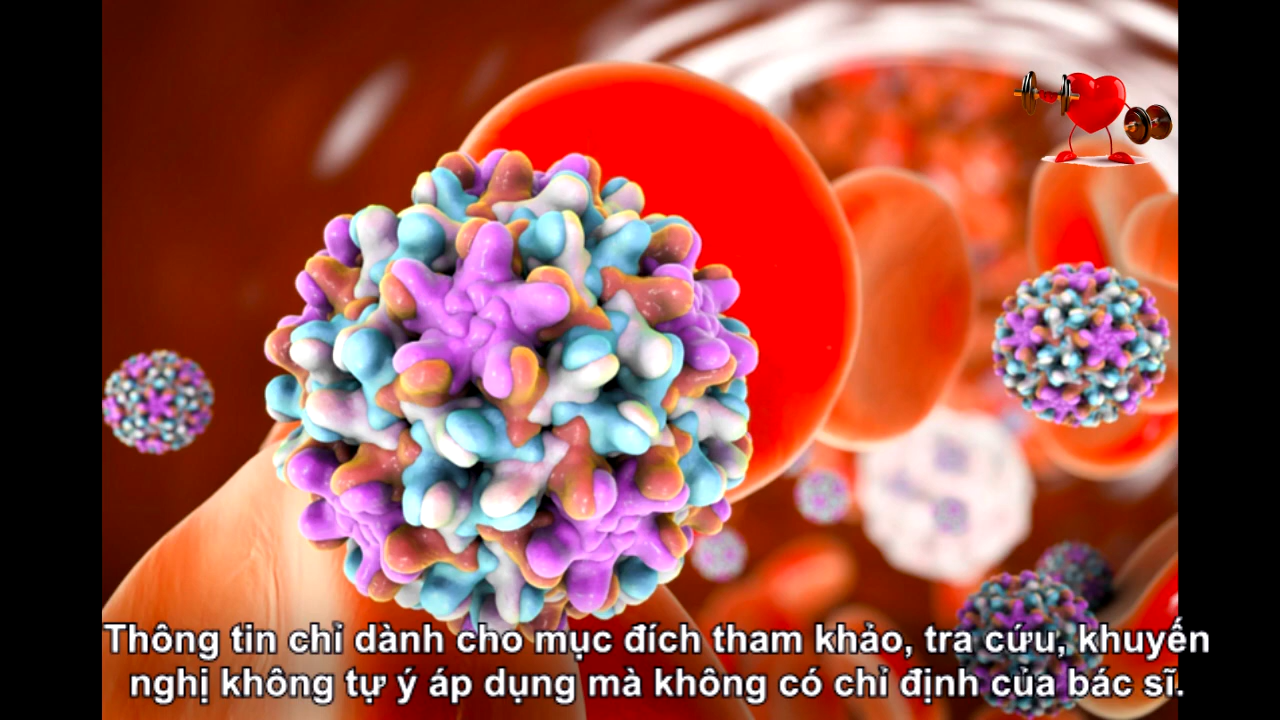 Thông tin chỉ dành cho mục đích tham khảo, tra cứu, khuyến
nghị không tự ý áp dụng mà không có chỉ định của bác sĩ.